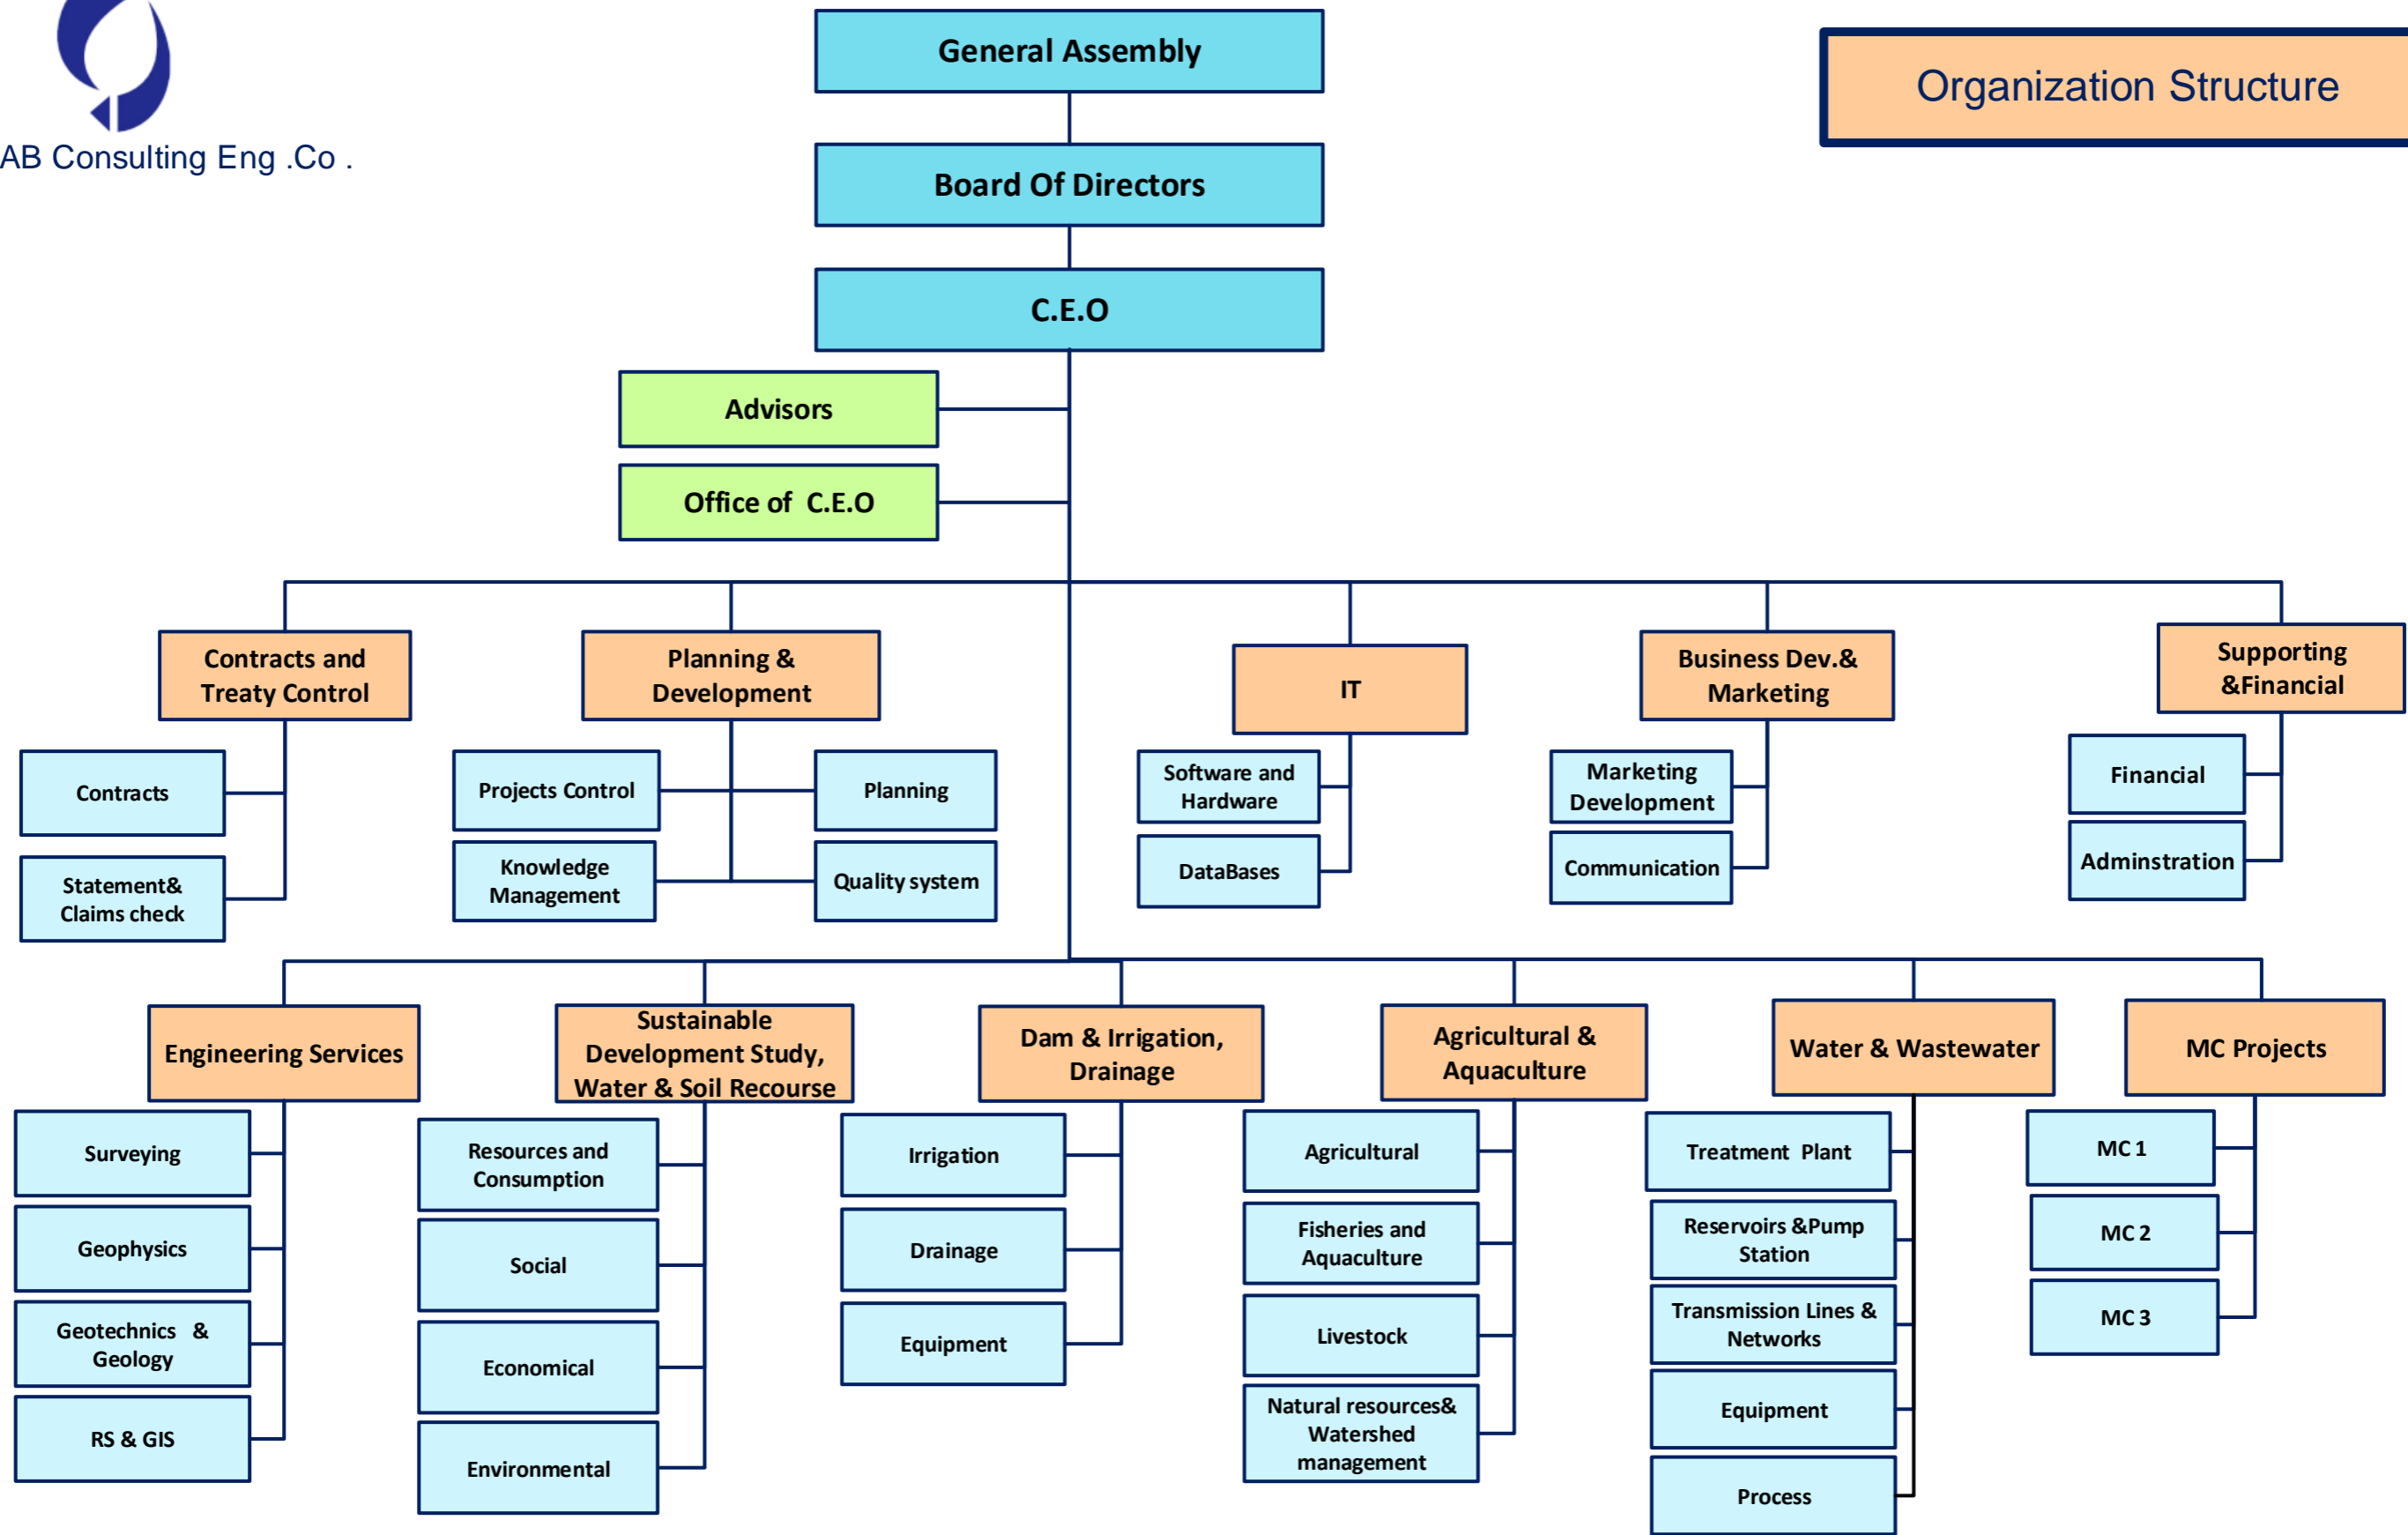 General Assembly
Organization Structure
AB Consulting Eng .Co .
Board Of Directors
C.E.O
Advisors
Office of C.E.O
Contracts and
Treaty Control
Planning &
Development
IT
Business Dev.&
Marketing
Supporting
&Financial
Contracts
Statement&
Claims check
Projects Control
Planning
Knowledge
Management
Quality system
Software and
Hardware
DataBases
Marketing
Development
Communication
Financial
Adminstration
Engineering Services
Sustainable
Development Study,
Water & Soil Recourse
Dam & Irrigation,
Drainage
Agricultural &
Aquaculture
Water & Wastewater
MC Projects
Surveying
Geophysics
Geotechnics &
Geology
RS & GIS
Resources and
Consumption
Social
Economical
Environmental
Irrigation
Drainage
Equipment
Agricultural
Fisheries and
Aquaculture
Livestock
Natural resources&
Watershed
management
Treatment Plant
Reservoirs &Pump
Station
Transmission Lines &
Networks
Equipment
Process
MC 1
MC 2
MC 3